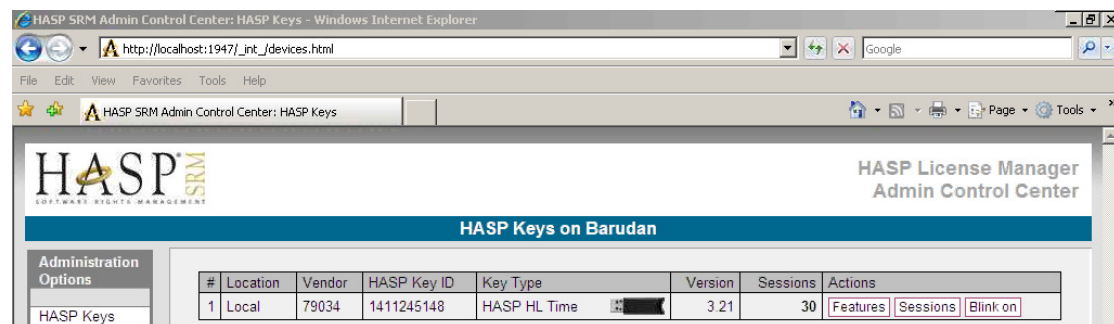 HASP SRM Admin Control Center: HASP Keys - Windows Internet Explorer
http://localhost:1947/_int_/devices.html
Google
File Edit View Favorites Tools Help
HASP SRM Admin Control Center: HASP Keys
Page Tools
HASP SRM
SOFTWARE RIGHTS MANAGEMENT
HASP License Manager
Admin Control Center
HASP Keys on Barudan
Administration
Options
HASP Keys
# Location Vendor HASP Key ID Key Type Version Sessions Actions
1 Local 79034 1411245148 HASP HL Time 3.21 30 Features Sessions Blink on